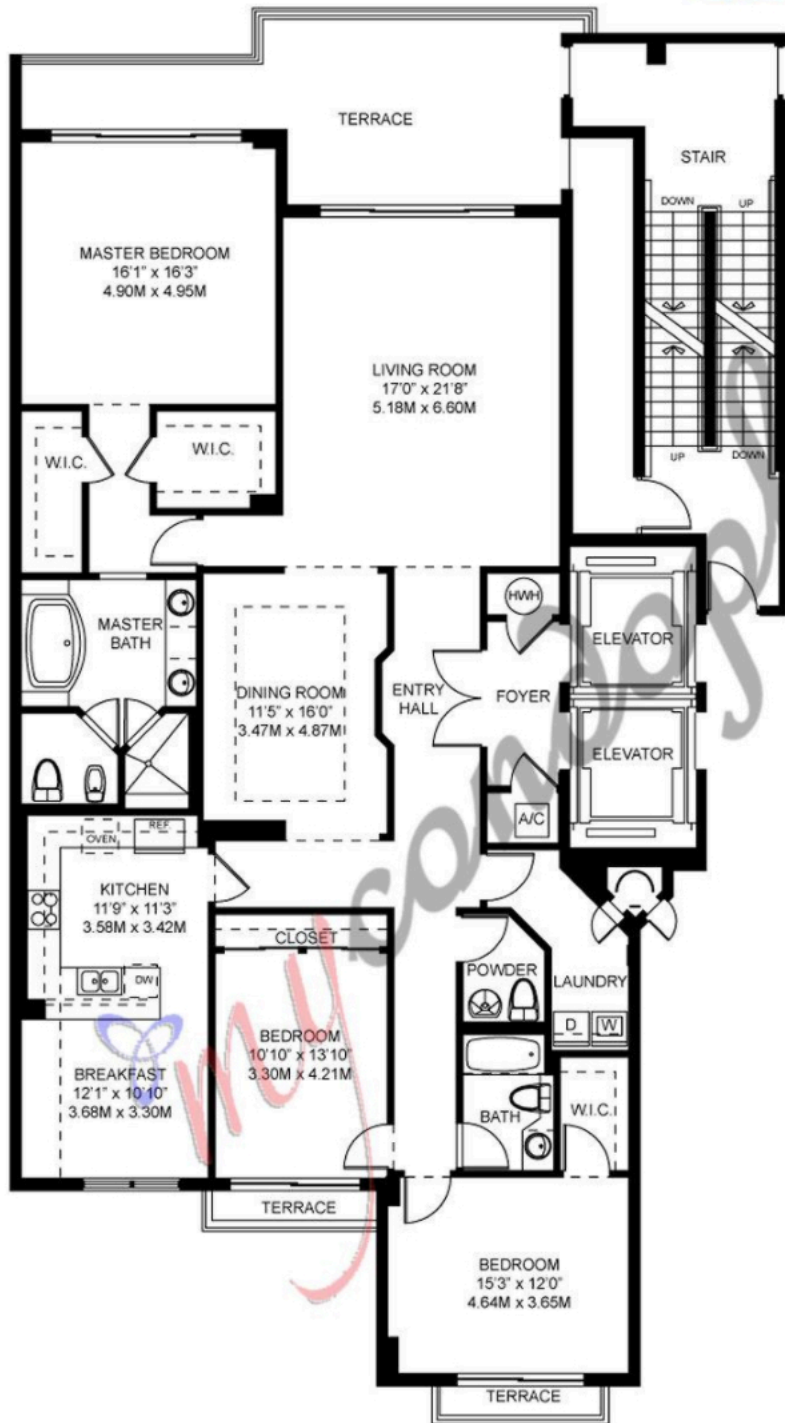 TERRACE
STAIR
DOWN
UP
MASTER BEDROOM
16'1" x 16'3"
4.90M x 4.95M
LIVING ROOM
17'0" x 21'8"
5.18M x 6.60M
W.I.C.
W.I.C.
UP
DOWN
HWH
MASTER
BATH
ELEVATOR
DINING ROOM
11'5" x 16'0"
3.47M x 4.87M
ENTRY
HALL
FOYER
ELEVATOR
A/C
OVEN
REF
KITCHEN
11'9" x 11'3"
3.58M x 3.42M
DW
CLOSET
POWDER
LAUNDRY
D
W
BEDROOM
10'10" x 13'10"
3.30M x 4.21M
BREAKFAST
12'1" x 10'10"
3.68M x 3.30M
BATH
W.I.C.
TERRACE
BEDROOM
15'3" x 12'0"
4.64M x 3.65M
TERRACE
my